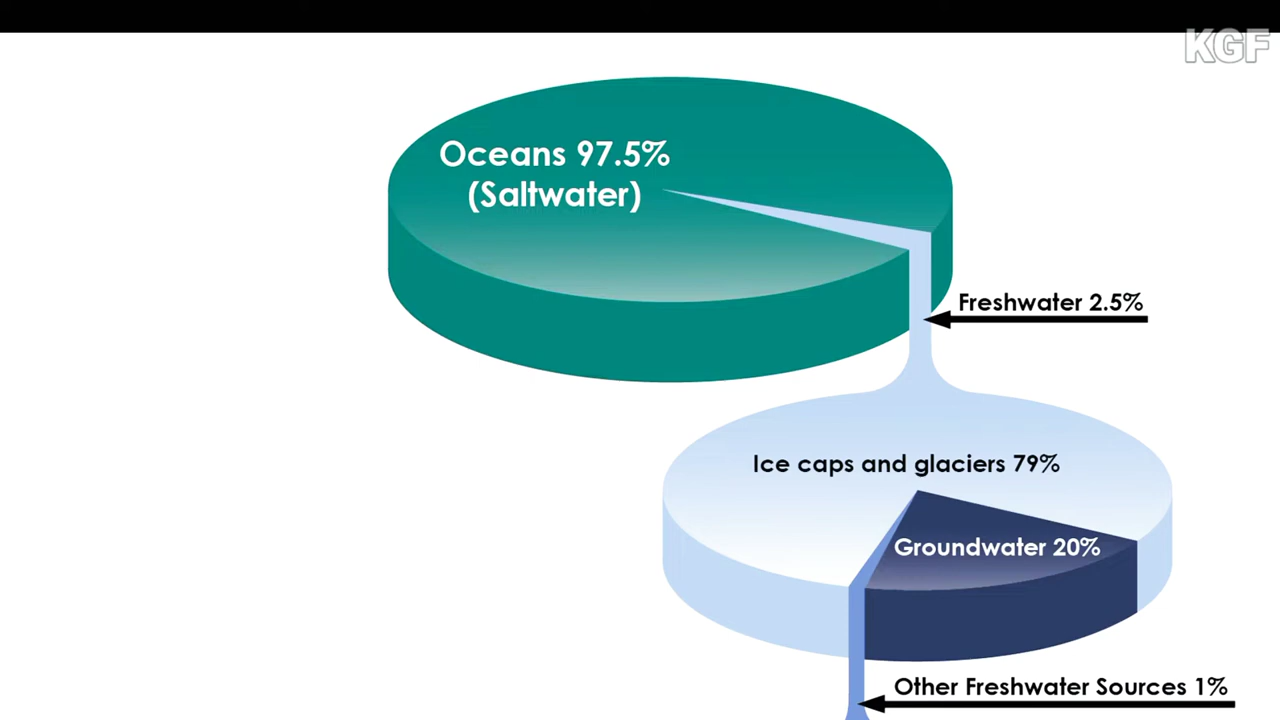 KGF
Oceans 97.5%
(Saltwater)
Freshwater 2.5%
Ice caps and glaciers 79%
Groundwater 20%
Other Freshwater Sources 1%